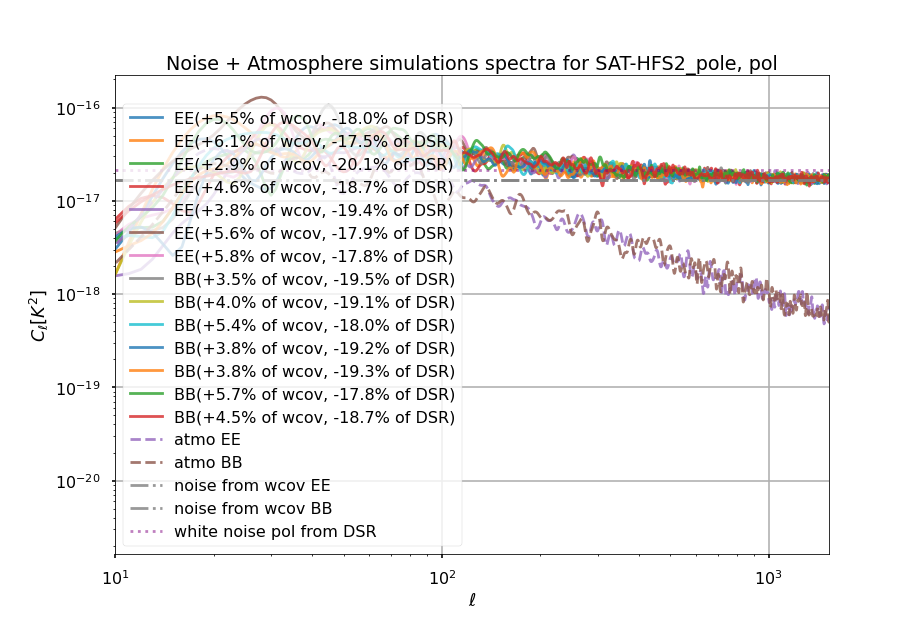 Noise + Atmosphere simulations spectra for SAT-HFS2_pole, pol
10⁻¹⁶
10⁻¹⁷
10⁻¹⁸
10⁻¹⁹
10⁻²⁰
C_ℓ[K²]
EE(+5.5% of wcov, -18.0% of DSR)
EE(+6.1% of wcov, -17.5% of DSR)
EE(+2.9% of wcov, -20.1% of DSR)
EE(+4.6% of wcov, -18.7% of DSR)
EE(+3.8% of wcov, -19.4% of DSR)
EE(+5.6% of wcov, -17.9% of DSR)
EE(+5.8% of wcov, -17.8% of DSR)
BB(+3.5% of wcov, -19.5% of DSR)
BB(+4.0% of wcov, -19.1% of DSR)
BB(+5.4% of wcov, -18.0% of DSR)
BB(+3.8% of wcov, -19.2% of DSR)
BB(+3.8% of wcov, -19.3% of DSR)
BB(+5.7% of wcov, -17.8% of DSR)
BB(+4.5% of wcov, -18.7% of DSR)
atmo EE
atmo BB
noise from wcov EE
noise from wcov BB
white noise pol from DSR
10¹ 10² 10³
ℓ